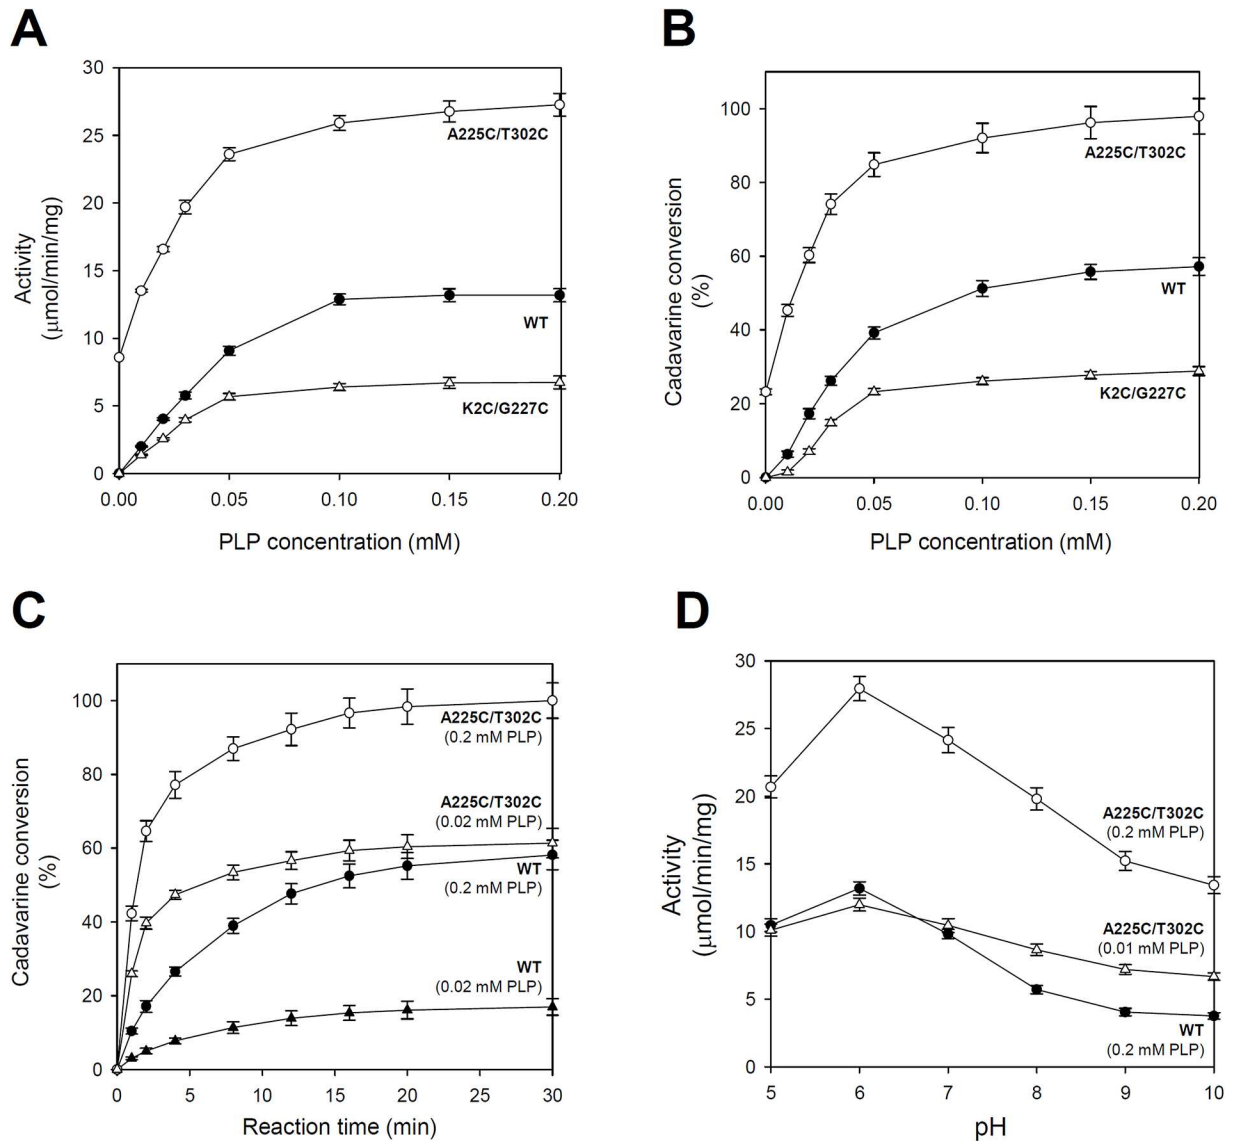 A
30
25
20
15
10
5
0
Activity
(μmol/min/mg)
A225C/T302C
WT
K2C/G227C
0.00 0.05 0.10 0.15 0.20
PLP concentration (mM)
B
100
80
60
40
20
0
Cadavarine conversion
(%)
A225C/T302C
WT
K2C/G227C
0.00 0.05 0.10 0.15 0.20
PLP concentration (mM)
C
100
80
60
40
20
0
Cadavarine conversion
(%)
A225C/T302C
(0.2 mM PLP)
A225C/T302C
(0.02 mM PLP)
WT
(0.2 mM PLP)
WT
(0.02 mM PLP)
0 5 10 15 20 25 30
Reaction time (min)
D
30
25
20
15
10
5
0
Activity
(μmol/min/mg)
A225C/T302C
(0.2 mM PLP)
A225C/T302C
(0.01 mM PLP)
WT
(0.2 mM PLP)
5 6 7 8 9 10
pH